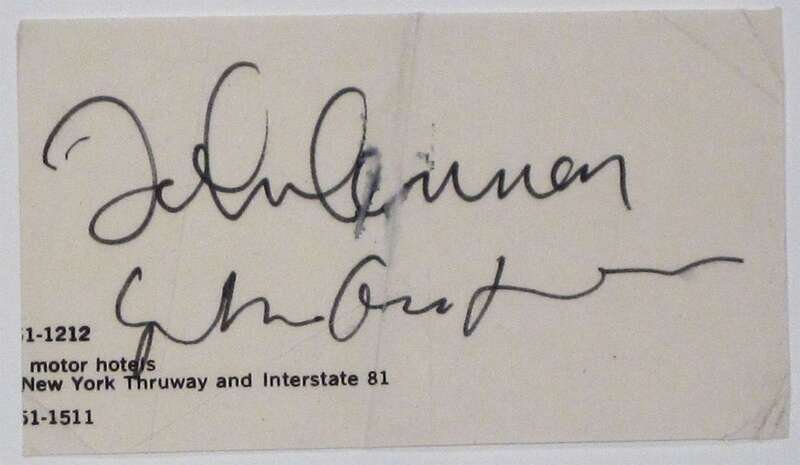 John Lennon
51-1212
motor hotels
New York Thruway and Interstate 81
51-1511